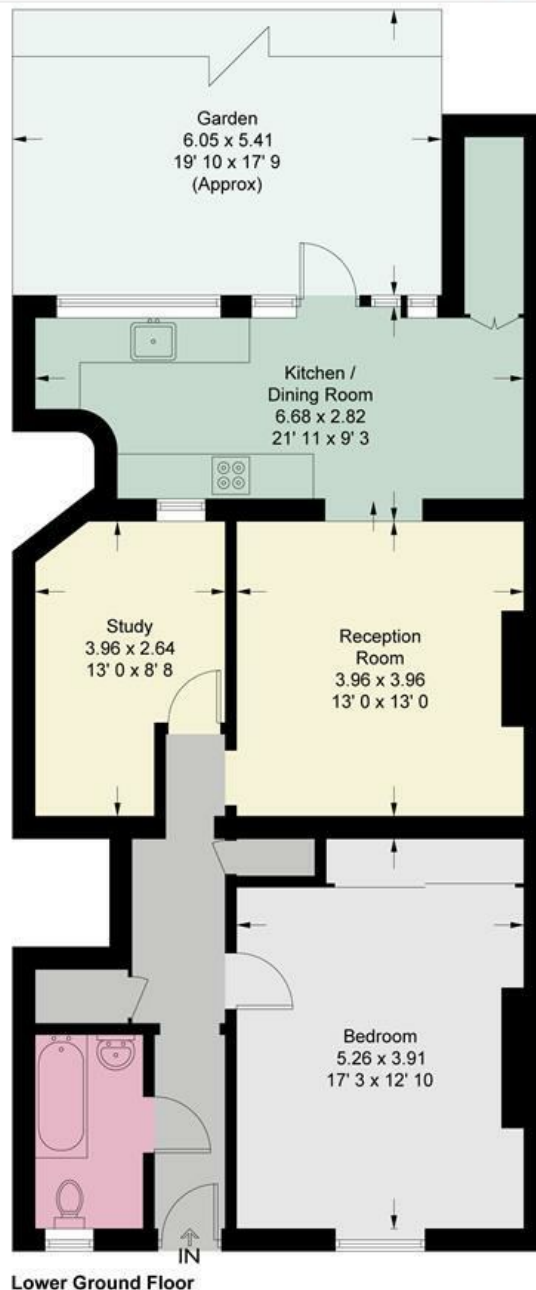 Garden
6.05 x 5.41
19' 10 x 17' 9
(Approx)
Kitchen /
Dining Room
6.68 x 2.82
21' 11 x 9' 3
Study
3.96 x 2.64
13' 0 x 8' 8
Reception
Room
3.96 x 3.96
13' 0 x 13' 0
Bedroom
5.26 x 3.91
17' 3 x 12' 10
IN
Lower Ground Floor